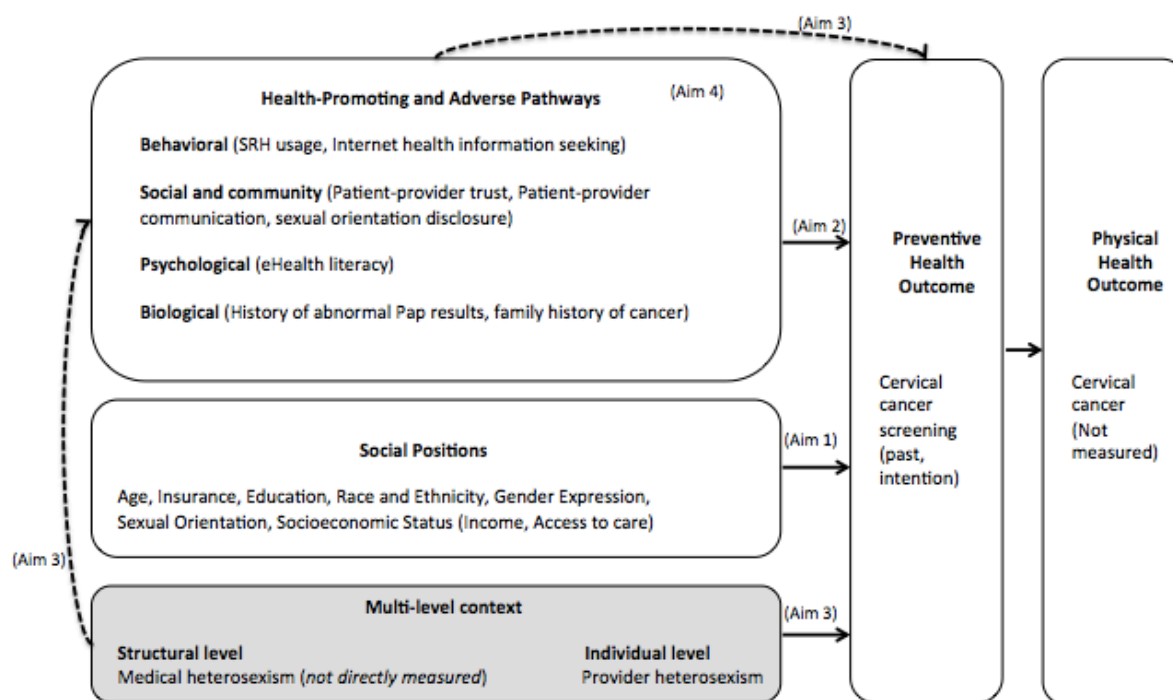 (Aim 3)
Health-Promoting and Adverse Pathways
(Aim 4)
Behavioral (SRH usage, Internet health information seeking)
Social and community (Patient-provider trust, Patient-provider
communication, sexual orientation disclosure)
Psychological (eHealth literacy)
Biological (History of abnormal Pap results, family history of cancer)
(Aim 2)
Social Positions
Age, Insurance, Education, Race and Ethnicity, Gender Expression,
Sexual Orientation, Socioeconomic Status (Income, Access to care)
(Aim 1)
(Aim 3)
Multi-level context
Structural level
Medical heterosexism (not directly measured)
Individual level
Provider heterosexism
(Aim 3)
Preventive
Health
Outcome
Cervical
cancer
screening
(past,
intention)
Physical
Health
Outcome
Cervical
cancer
(Not
measured)